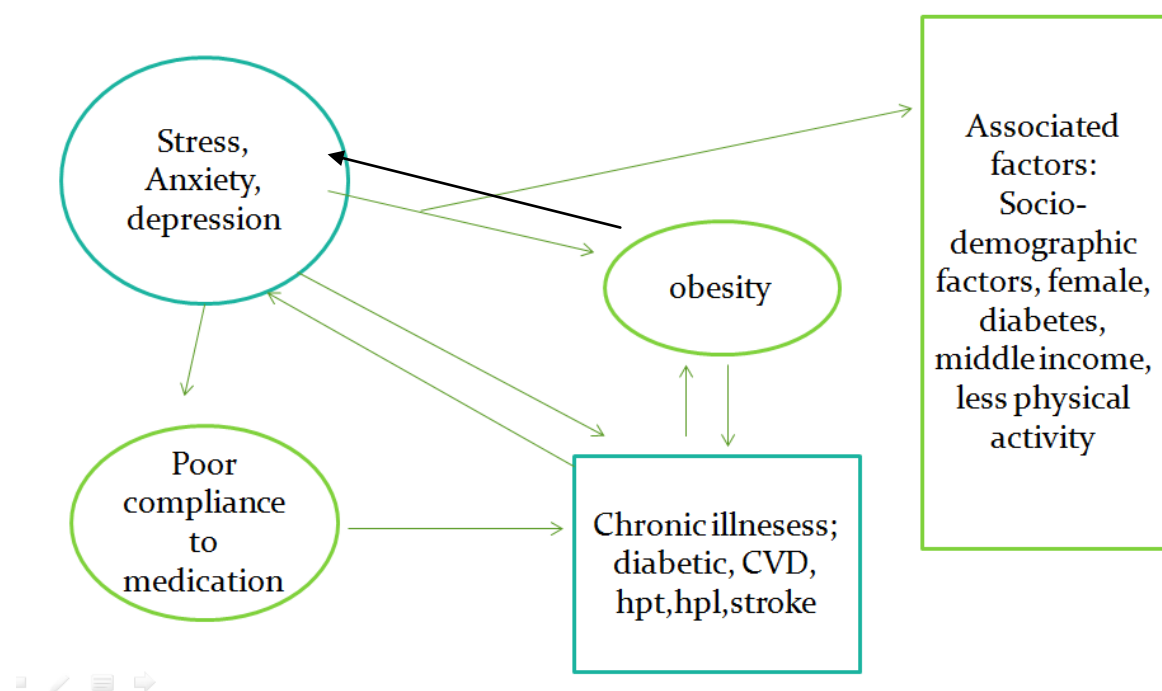 Stress,
Anxiety,
depression
obesity
Associated
factors:
Socio-
demographic
factors, female,
diabetes,
middle income,
less physical
activity
Poor
compliance
to
medication
Chronic illnesess;
diabetic, CVD,
hpt,hpl,stroke